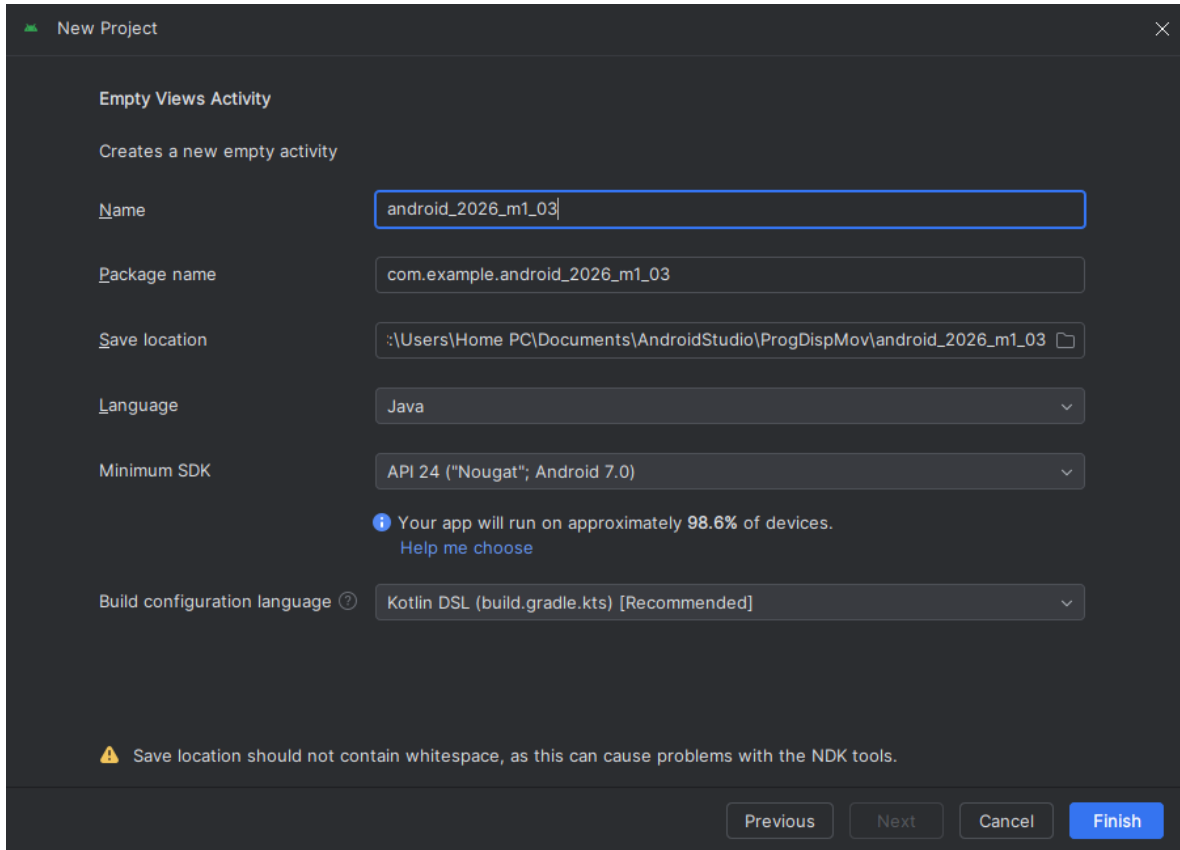 New Project
Empty Views Activity
Creates a new empty activity
Name
android_2026_m1_03
Package name
com.example.android_2026_m1_03
Save location
:\Users\Home PC\Documents\AndroidStudio\ProgDispMov\android_2026_m1_03
Language
Java
Minimum SDK
API 24 ("Nougat"; Android 7.0)
Your app will run on approximately 98.6% of devices.
Help me choose
Build configuration language ?
Kotlin DSL (build.gradle.kts) [Recommended]
Save location should not contain whitespace, as this can cause problems with the NDK tools.
Previous
Next
Cancel
Finish